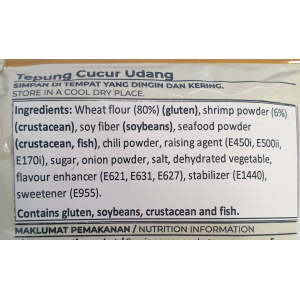 Tepung Cucur Udang
SIMPAN DI TEMPAT YANG DINGIN DAN KERING.
STORE IN A COOL DRY PLACE.
Ingredients: Wheat flour (80%) (gluten), shrimp powder (6%)
(crustacean), soy fiber (soybeans), seafood powder
(crustacean, fish), chili powder, raising agent (E450i, E500ii,
E170i), sugar, onion powder, salt, dehydrated vegetable,
flavour enhancer (E621, E631, E627), stabilizer (E1440),
sweetener (E955).
Contains gluten, soybeans, crustacean and fish.
MAKLUMAT PEMAKANAN / NUTRITION INFORMATION